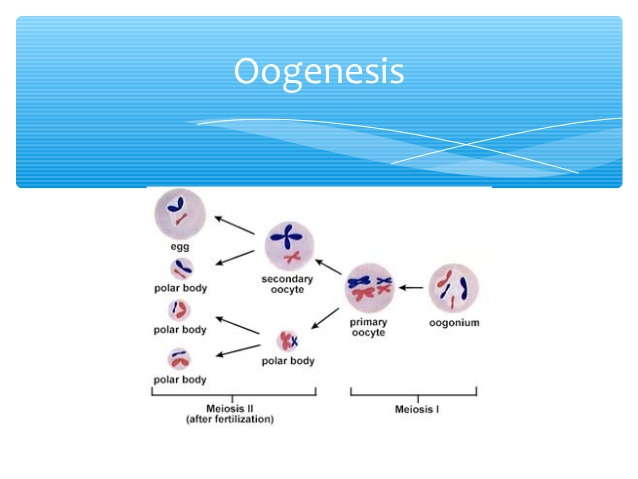 Oogenesis
egg
polar body
polar body
polar body
secondary
oocyte
polar body
primary
oocyte
oogonium
Meiosis II
(after fertilization)
Meiosis I